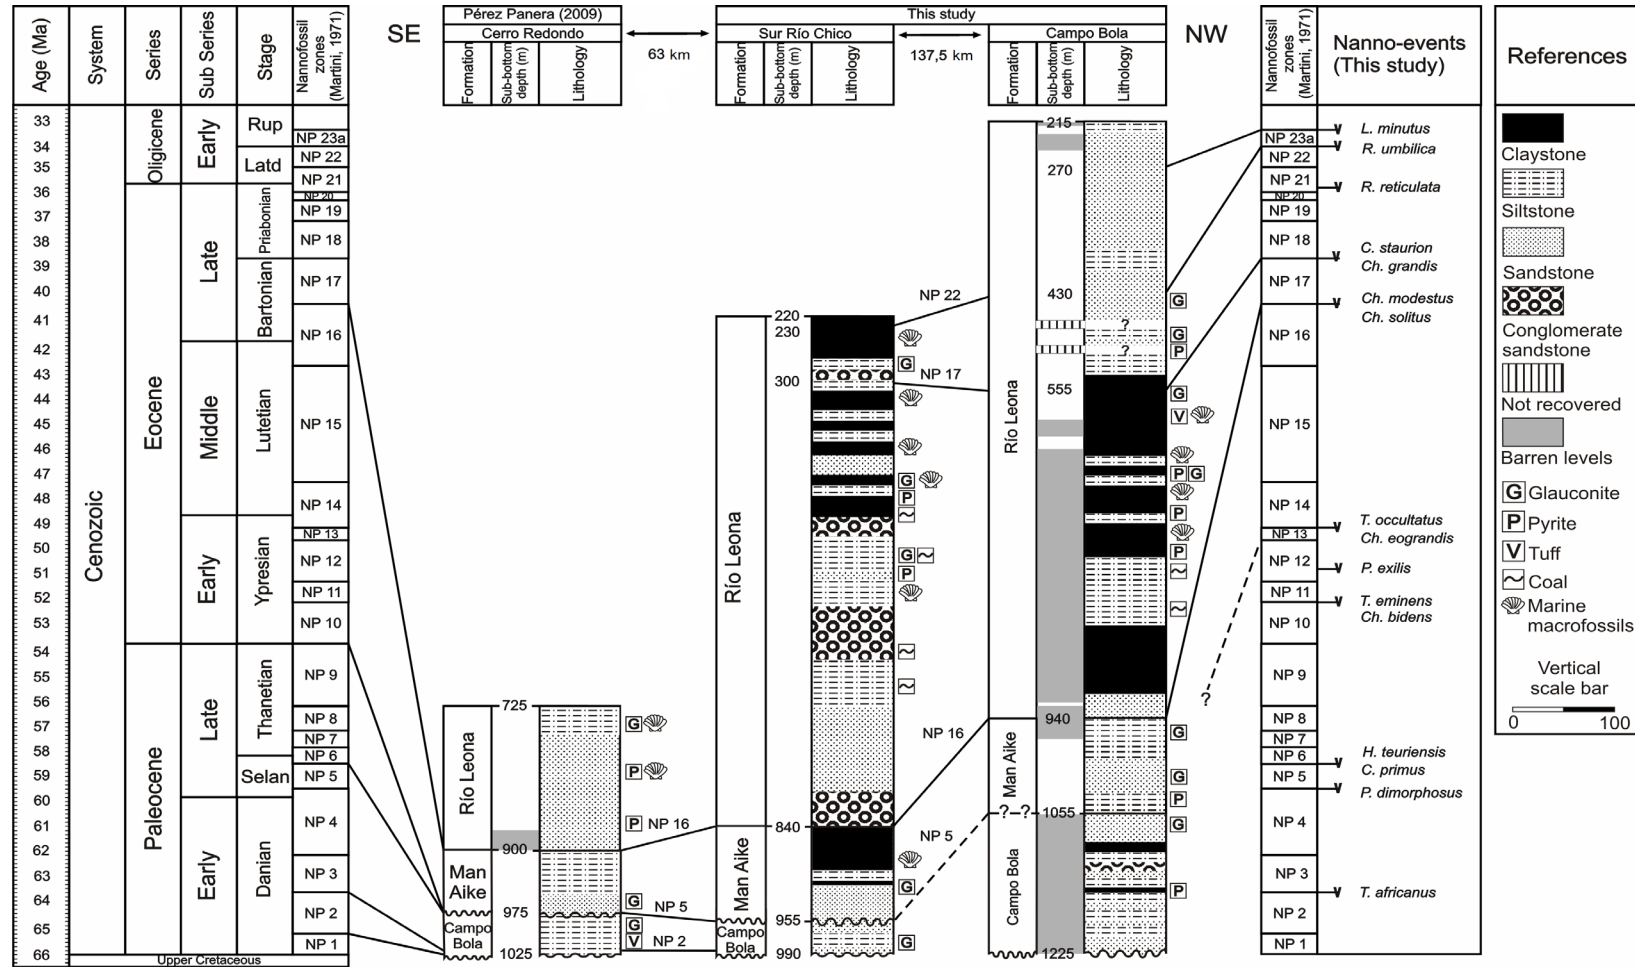 Age (Ma)
System
Series
Sub Series
Stage
Nannofossil
zones
(Martini, 1971)
33
34
35
36
37
38
39
40
41
42
43
44
45
46
47
48
49
50
51
52
53
54
55
56
57
58
59
60
61
62
63
64
65
66
Cenozoic
Oligicene
Eocene
Paleocene
Early
Late
Middle
Early
Late
Early
Rup
Latd
Priabonian
Bartonian
Lutetian
Ypresian
Thanetian
Selan
Danian
NP 23a
NP 22
NP 21
NP 20
NP 19
NP 18
NP 17
NP 16
NP 15
NP 14
NP 13
NP 12
NP 11
NP 10
NP 9
NP 8
NP 7
NP 6
NP 5
NP 4
NP 3
NP 2
NP 1
Upper Cretaceous
SE
Pérez Panera (2009)
Cerro Redondo
Formation
Sub-bottom
depth (m)
Lithology
725
900
975
1025
Río Leona
Man
Aike
Campo
Bola
G
P
P
G
G
V
63 km
NP 16
NP 5
NP 2
This study
Sur Río Chico
Formation
Sub-bottom
depth (m)
Lithology
220
230
300
840
955
990
Río Leona
Man Aike
Campo
Bola
G
G
P
G
P
G
G
137,5 km
NP 22
NP 17
NP 16
NP 5
Campo Bola
Formation
Sub-bottom
depth (m)
Lithology
215
270
430
555
940
1055
1225
Río Leona
Man Aike
? ?
Campo Bola
?
?
G
G
P
G
V
P G
P
P
G
G
P
G
P
NW
?
Nannofossil
zones
(Martini, 1971)
NP 23a
NP 22
NP 21
NP 20
NP 19
NP 18
NP 17
NP 16
NP 15
NP 14
NP 13
NP 12
NP 11
NP 10
NP 9
NP 8
NP 7
NP 6
NP 5
NP 4
NP 3
NP 2
NP 1
Nanno-events
(This study)
L. minutus
R. umbilica
R. reticulata
C. staurion
Ch. grandis
Ch. modestus
Ch. solitus
T. occultatus
Ch. eograndis
P. exilis
T. eminens
Ch. bidens
H. teuriensis
C. primus
P. dimorphosus
T. africanus
References
Claystone
Siltstone
Sandstone
Conglomerate
sandstone
Not recovered
Barren levels
G Glauconite
P Pyrite
V Tuff
Coal
Marine
macrofossils
Vertical
scale bar
0 100